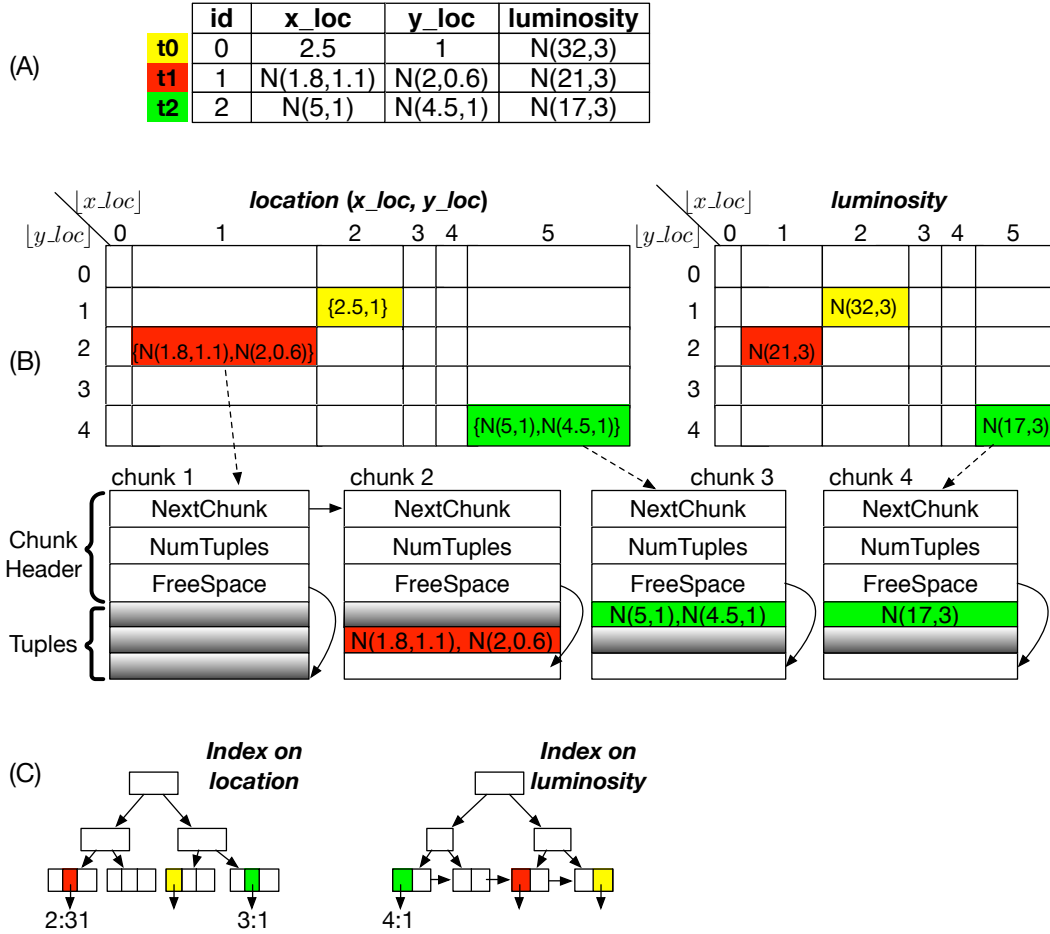 (A)
id x_loc y_loc luminosity
t0 0 2.5 1 N(32,3)
t1 1 N(1.8,1.1) N(2,0.6) N(21,3)
t2 2 N(5,1) N(4.5,1) N(17,3)
(B)
⌊x_loc⌋ location (x_loc, y_loc)
⌊y_loc⌋ 0 1 2 3 4 5
0
1 {2.5,1}
2 {N(1.8,1.1),N(2,0.6)}
3
4 {N(5,1),N(4.5,1)}
⌊x_loc⌋ luminosity
⌊y_loc⌋ 0 1 2 3 4 5
0
1 N(32,3)
2 N(21,3)
3
4 N(17,3)
chunk 1 chunk 2 chunk 3 chunk 4
NextChunk NextChunk NextChunk NextChunk
Chunk
Header
NumTuples NumTuples NumTuples NumTuples
FreeSpace FreeSpace FreeSpace FreeSpace
Tuples
N(5,1),N(4.5,1) N(17,3)
N(1.8,1.1), N(2,0.6)
(C)
Index on
location
Index on
luminosity
2:31 3:1 4:1